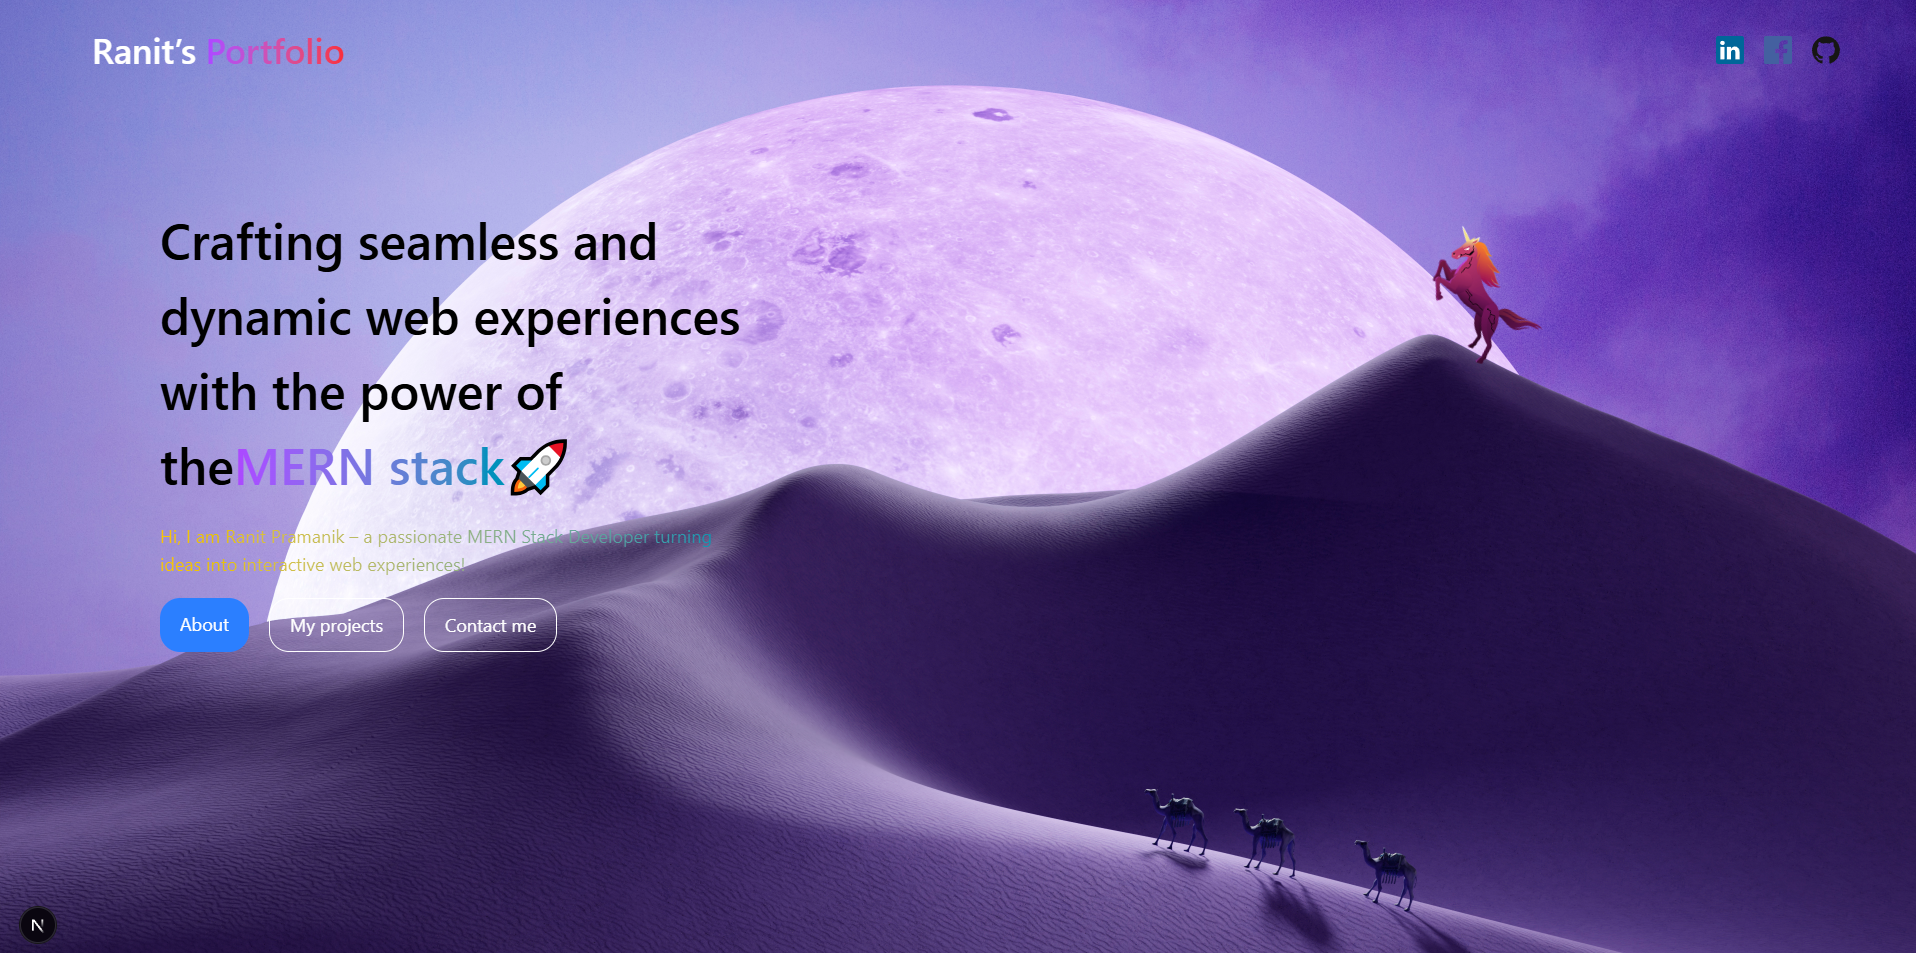 Ranit’s Portfolio
in f
Crafting seamless and
dynamic web experiences
with the power of
theMERN stack🚀
Hi, I am Ranit Pramanik – a passionate MERN Stack Developer turning
ideas into interactive web experiences!
About My projects Contact me
N